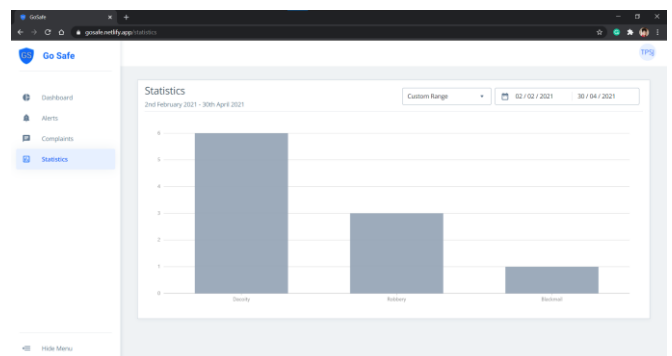 GoSafe
gosafe.netlify.app/statistics
GS Go Safe
TPS
Dashboard
Alerts
Complaints
Statistics
Statistics
2nd February 2021 - 30th April 2021
Custom Range
02 / 02 / 2021
30 / 04 / 2021
6
5
4
3
2
1
0
Dacoity
Robbery
Blackmail
Hide Menu